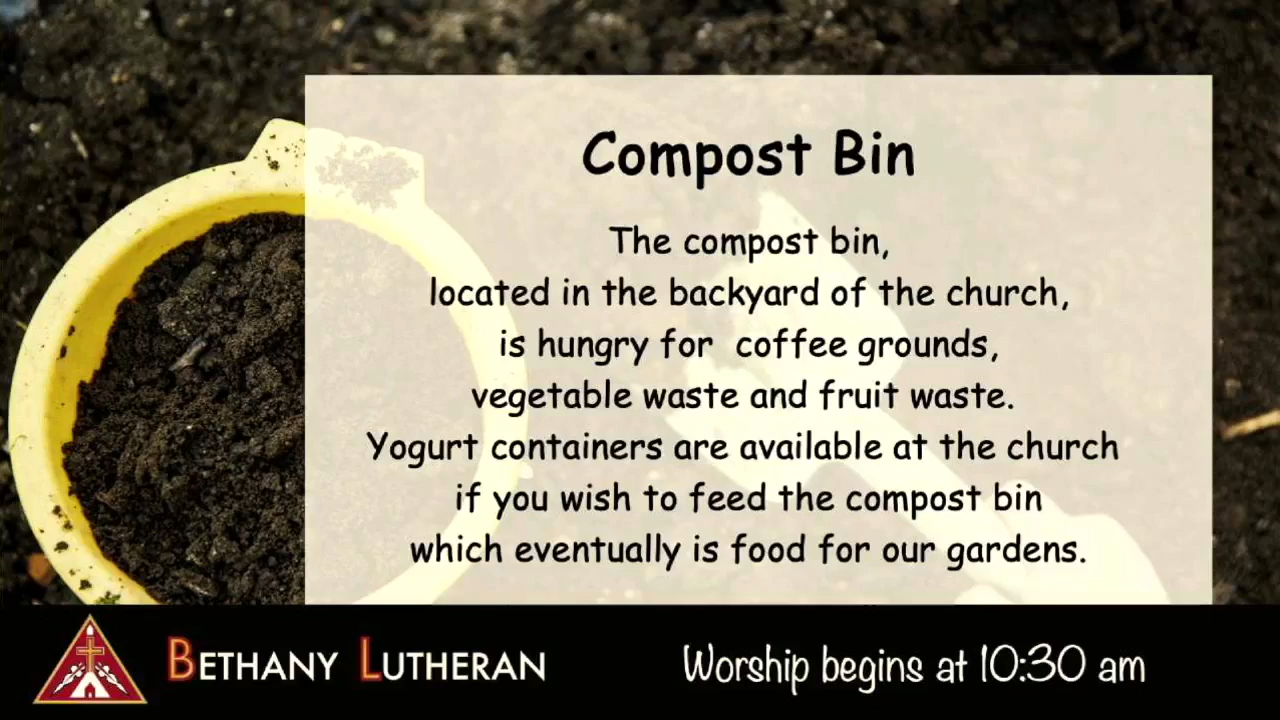 Compost Bin
The compost bin,
located in the backyard of the church,
is hungry for  coffee grounds,
vegetable waste and fruit waste.
Yogurt containers are available at the church
if you wish to feed the compost bin
which eventually is food for our gardens.
BETHANY LUTHERAN
Worship begins at 10:30 am